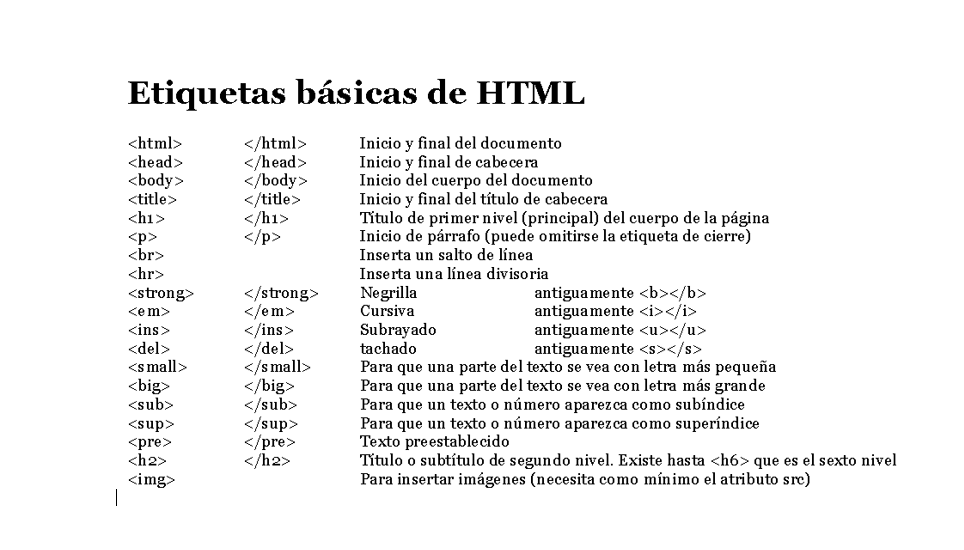 Etiquetas básicas de HTML
<html> </html> Inicio y final del documento
<head> </head> Inicio y final de cabecera
<body> </body> Inicio del cuerpo del documento
<title> </title> Inicio y final del título de cabecera
<h1> </h1> Título de primer nivel (principal) del cuerpo de la página
<p> </p> Inicio de párrafo (puede omitirse la etiqueta de cierre)
<br> Inserta un salto de línea
<hr> Inserta una línea divisoria
<strong> </strong> Negrilla antiguamente <b></b>
<em> </em> Cursiva antiguamente <i></i>
<ins> </ins> Subrayado antiguamente <u></u>
<del> </del> tachado antiguamente <s></s>
<small> </small> Para que una parte del texto se vea con letra más pequeña
<big> </big> Para que una parte del texto se vea con letra más grande
<sub> </sub> Para que un texto o número aparezca como subíndice
<sup> </sup> Para que un texto o número aparezca como superíndice
<pre> </pre> Texto preestablecido
<h2> </h2> Título o subtítulo de segundo nivel. Existe hasta <h6> que es el sexto nivel
<img> Para insertar imágenes (necesita como mínimo el atributo src)